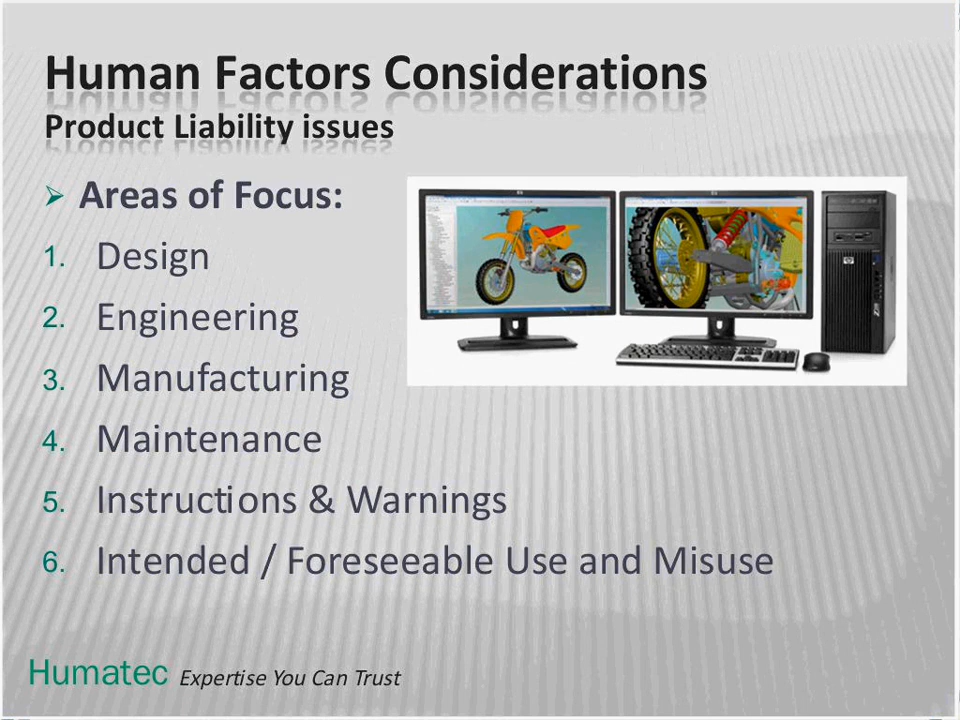 Human Factors Considerations
Product Liability issues
➢ Areas of Focus:
1. Design
2. Engineering
3. Manufacturing
4. Maintenance
5. Instructions & Warnings
6. Intended / Foreseeable Use and Misuse
Humatec Expertise You Can Trust